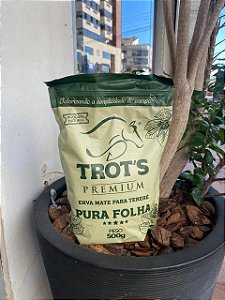 Valorizando a simplicidade do campo
TROT'S
PREMIUM
ERVA MATE PARA TERERÉ
PURA FOLHA
PESO
500g